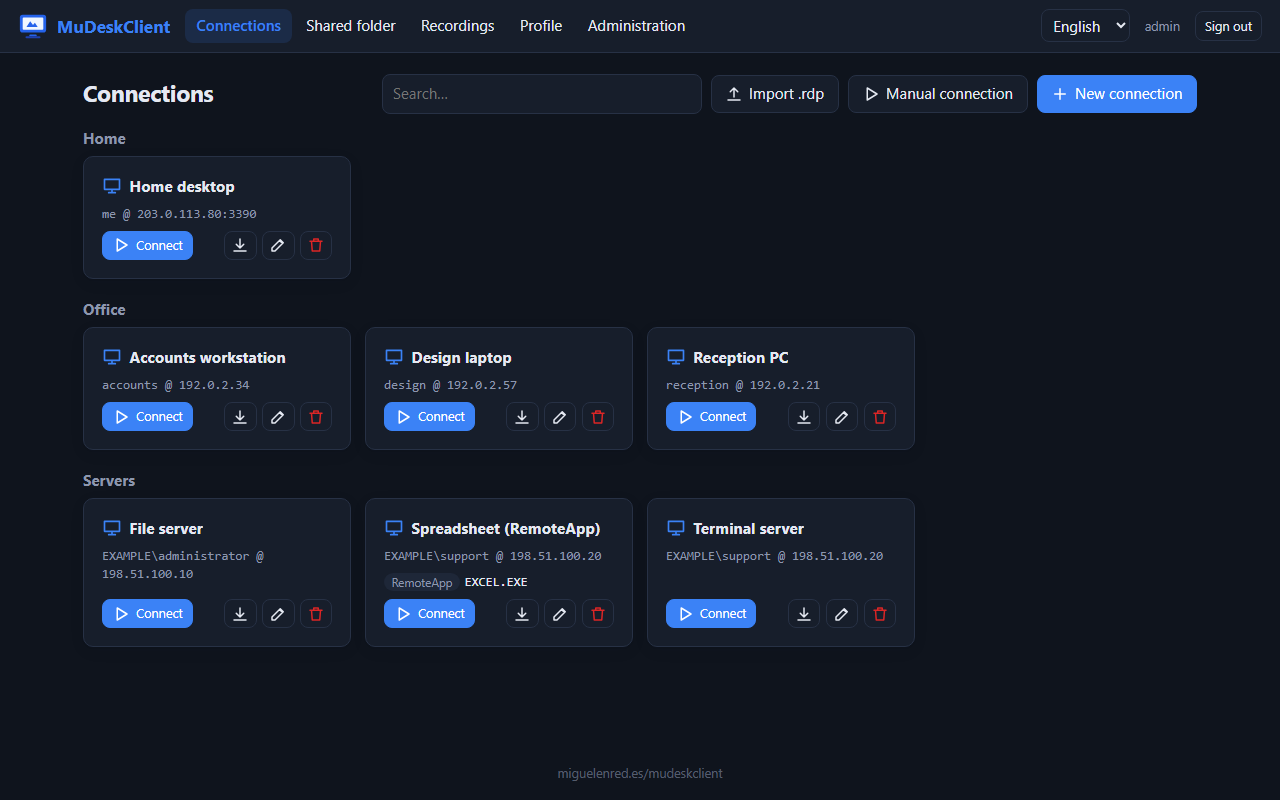 MuDeskClient Connections Shared folder Recordings Profile Administration English admin Sign out
Connections Search... Import .rdp Manual connection New connection
Home
Home desktop
me @ 203.0.113.80:3390
Connect
Office
Accounts workstation
accounts @ 192.0.2.34
Connect
Design laptop
design @ 192.0.2.57
Connect
Reception PC
reception @ 192.0.2.21
Connect
Servers
File server
EXAMPLE\administrator @
198.51.100.10
Connect
Spreadsheet (RemoteApp)
EXAMPLE\support @ 198.51.100.20
RemoteApp EXCEL.EXE
Connect
Terminal server
EXAMPLE\support @ 198.51.100.20
Connect
miguelenred.es/mudeskclient